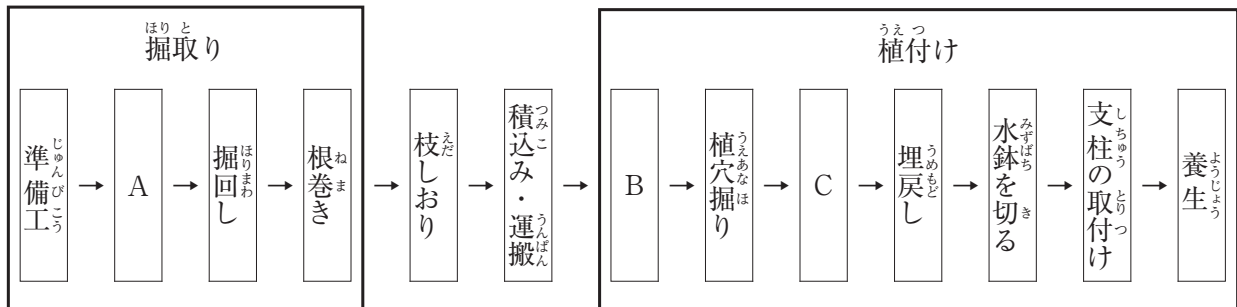 掘取り
植付け
準備工
→
A
→
掘回し
→
根巻き
→
枝しおり
→
積込み・運搬
→
B
→
植穴掘り
→
C
→
埋戻し
→
水鉢を切る
→
支柱の取付け
→
養生